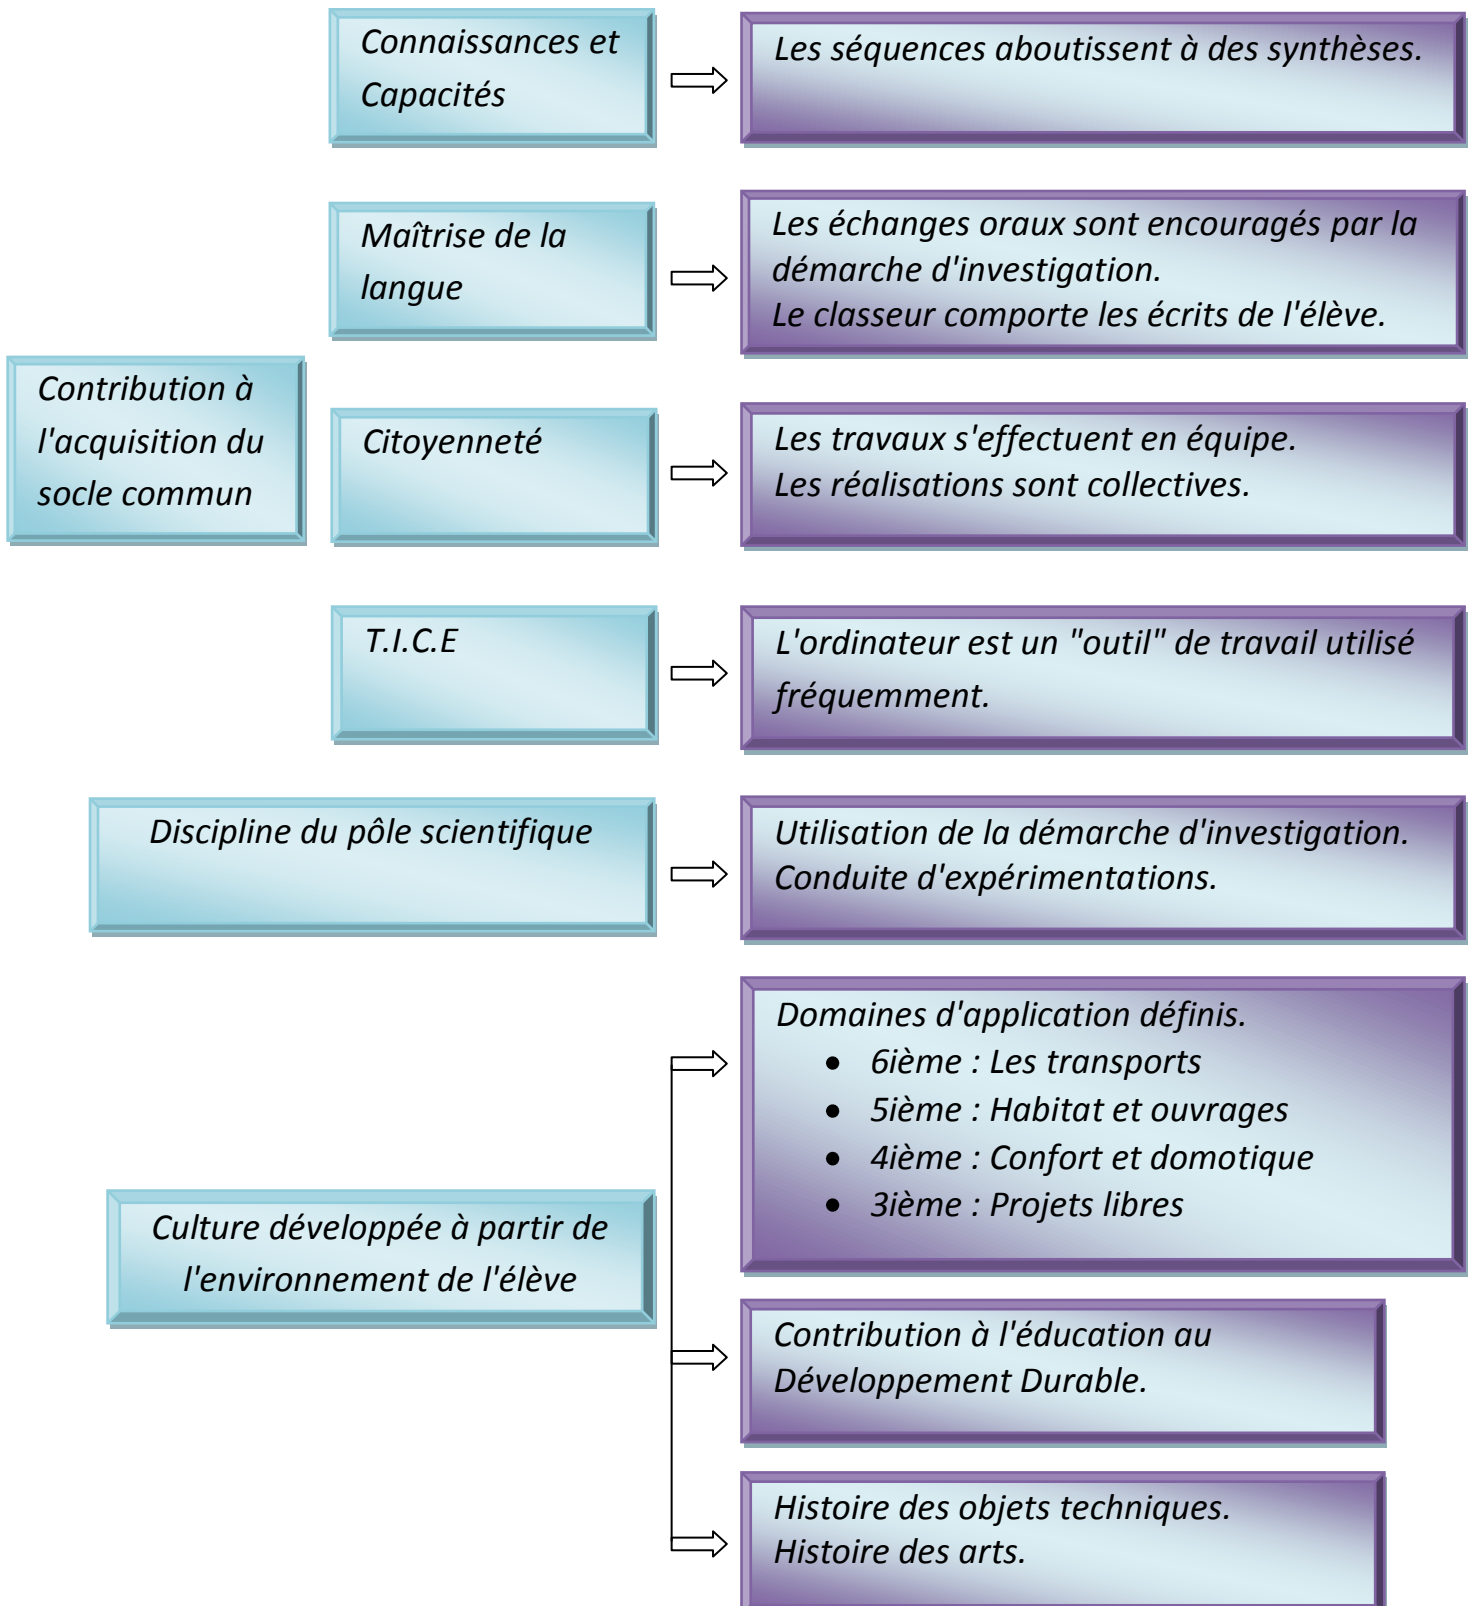 Connaissances et
Capacités
Les séquences aboutissent à des synthèses.
Maîtrise de la
langue
Les échanges oraux sont encouragés par la
démarche d'investigation.
Le classeur comporte les écrits de l'élève.
Contribution à
l'acquisition du
socle commun
Citoyenneté
Les travaux s'effectuent en équipe.
Les réalisations sont collectives.
T.I.C.E
L'ordinateur est un "outil" de travail utilisé
fréquemment.
Discipline du pôle scientifique
Utilisation de la démarche d'investigation.
Conduite d'expérimentations.
Culture développée à partir de
l'environnement de l'élève
Domaines d'application définis.
• 6ième : Les transports
• 5ième : Habitat et ouvrages
• 4ième : Confort et domotique
• 3ième : Projets libres
Contribution à l'éducation au
Développement Durable.
Histoire des objets techniques.
Histoire des arts.